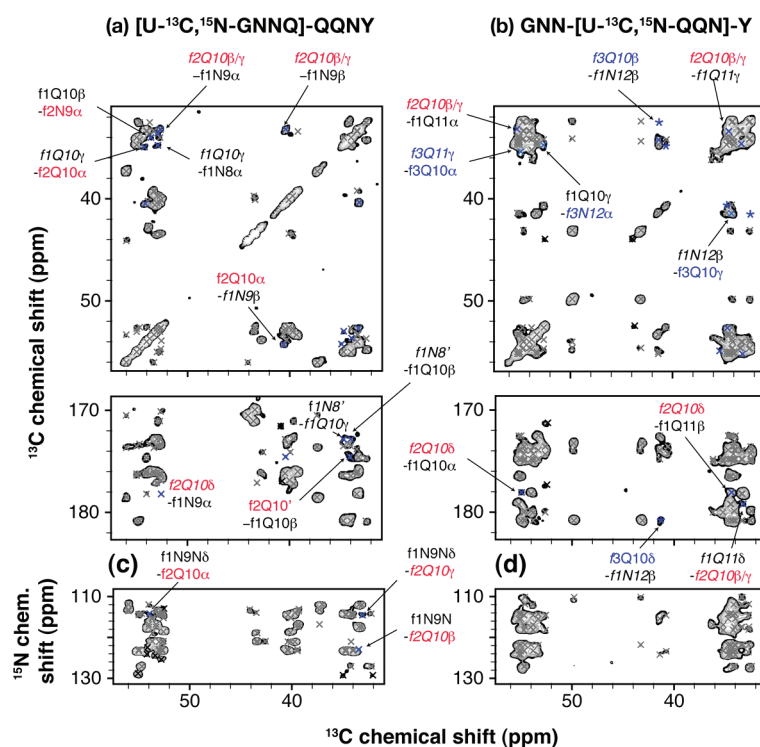 (a) [U-¹³C,¹⁵N-GNNQ]-QQNY
(b) GNN-[U-¹³C,¹⁵N-QQN]-Y
f2Q10β/γ
–f1N9α
f2Q10β/γ
–f1N9β
f1Q10β
-f2N9α
f1Q10γ
-f2Q10α
f1Q10γ
-f1N8α
f2Q10α
-f1N9β
f3Q10β
-f1N12β
f2Q10β/γ
-f1Q11γ
f2Q10β/γ
-f1Q11α
f3Q11γ
-f3Q10α
f1Q10γ
-f3N12α
f1N12β
-f3Q10γ
40
50
¹³C chemical shift (ppm)
f1N8'
-f1Q10β
f1N8'
-f1Q10γ
f2Q10δ
-f1N9α
f2Q10'
–f1Q10β
170
180
f2Q10δ
-f1Q10α
f2Q10δ
-f1Q11β
(c)
f1N9Nδ
-f2Q10α
f1N9Nδ
-f2Q10γ
f1N9N
-f2Q10β
f3Q10δ
-f1N12β
f1Q11δ
-f2Q10β/γ
(d)
110
130
¹⁵N chem.
shift (ppm)
50 40
50 40
¹³C chemical shift (ppm)